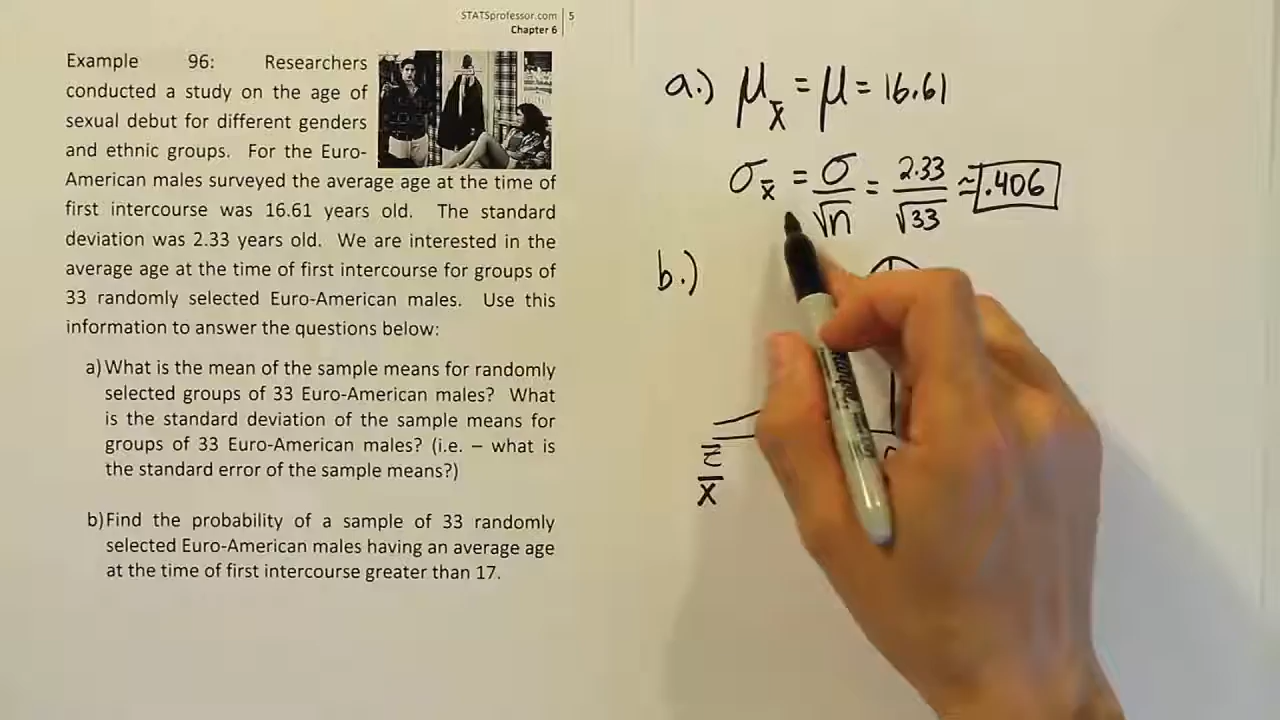 STATSprofessor.com | 5
Chapter 6
Example 96: Researchers
conducted a study on the age of
sexual debut for different genders
and ethnic groups. For the Euro-
American males surveyed the average age at the time of
first intercourse was 16.61 years old. The standard
deviation was 2.33 years old. We are interested in the
average age at the time of first intercourse for groups of
33 randomly selected Euro-American males. Use this
information to answer the questions below:
a) What is the mean of the sample means for randomly
selected groups of 33 Euro-American males? What
is the standard deviation of the sample means for
groups of 33 Euro-American males? (i.e. – what is
the standard error of the sample means?)
b) Find the probability of a sample of 33 randomly
selected Euro-American males having an average age
at the time of first intercourse greater than 17.
a.) μx̄ = μ = 16.61
σx̄ = σ/√n = 2.33/√33 ≈ .406
b.)
z
x̄